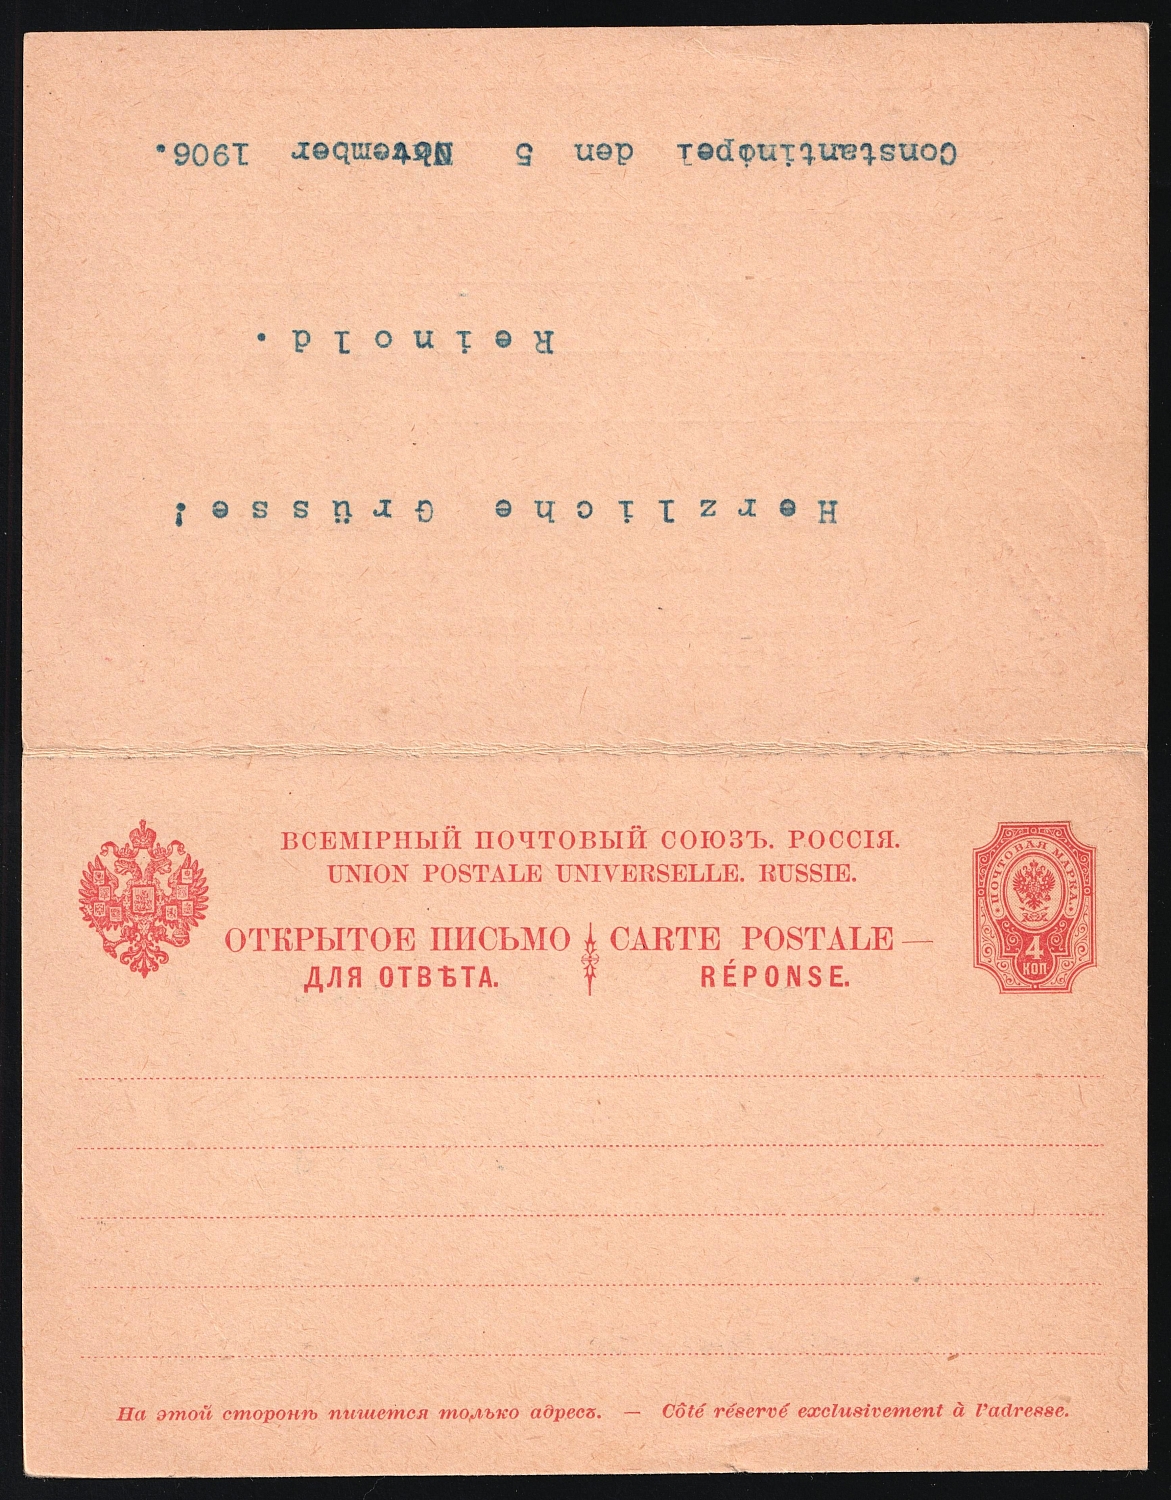 Herzliche Grüsse!
Reinold.
Constantinopel den 5 November 1906.
ВСЕМІРНЫЙ ПОЧТОВЫЙ СОЮЗЪ. РОССІЯ.
UNION POSTALE UNIVERSELLE. RUSSIE.
ОТКРЫТОЕ ПИСЬМО CARTE POSTALE —
ДЛЯ ОТВѢТА. RÉPONSE.
ПОЧТОВАЯ МАРКА
4
КОП
На этой сторонѣ пишется только адресъ. — Côté réservé exclusivement à l'adresse.